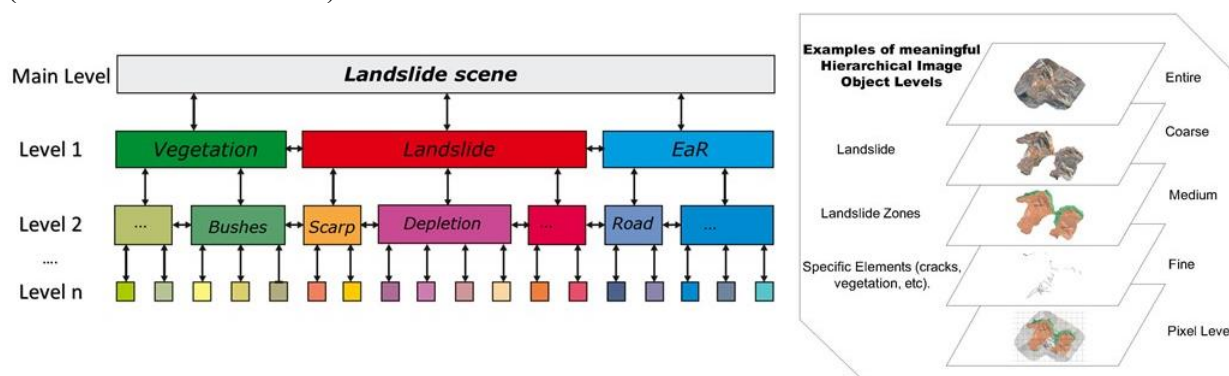 Main Level
Landslide scene
Level 1
Vegetation
Landslide
EaR
Level 2
...
Bushes
Scarp
Depletion
...
Road
...
....
Level n
Examples of meaningful
Hierarchical Image
Object Levels
Entire
Landslide
Coarse
Landslide Zones
Medium
Specific Elements (cracks,
vegetation, etc).
Fine
Pixel Leve